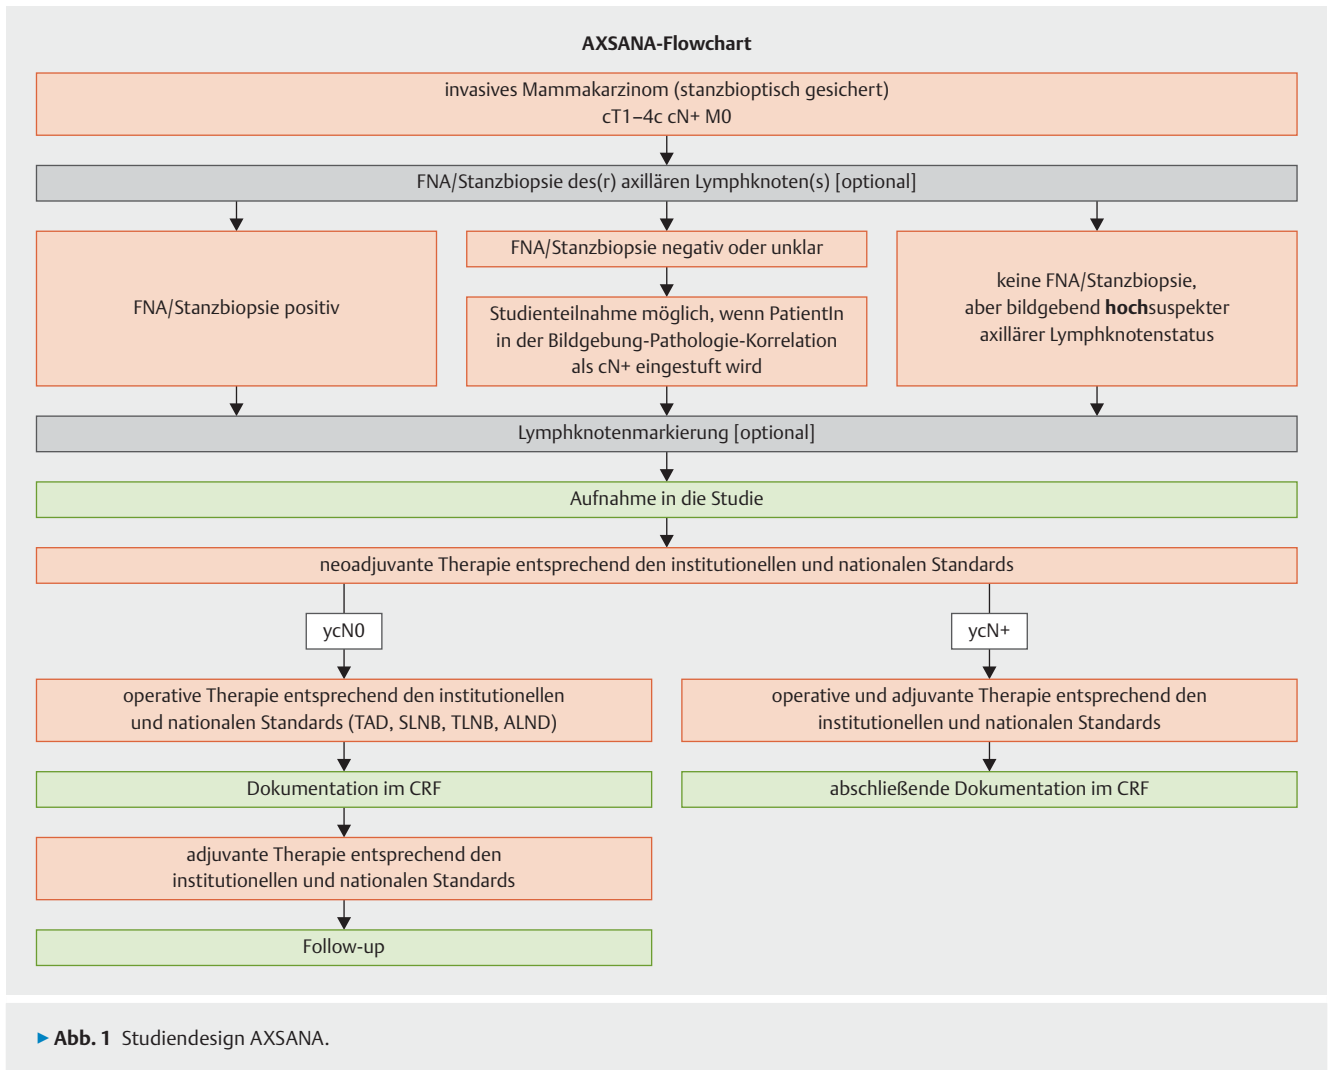 AXSANA-Flowchart
invasives Mammakarzinom (stanzbioptisch gesichert)
cT1–4c cN+ M0
FNA/Stanzbiopsie des(r) axillären Lymphknoten(s) [optional]
FNA/Stanzbiopsie positiv
FNA/Stanzbiopsie negativ oder unklar
Studienteilnahme möglich, wenn PatientIn
in der Bildgebung-Pathologie-Korrelation
als cN+ eingestuft wird
keine FNA/Stanzbiopsie,
aber bildgebend hochsuspekter
axillärer Lymphknotenstatus
Lymphknotenmarkierung [optional]
Aufnahme in die Studie
neoadjuvante Therapie entsprechend den institutionellen und nationalen Standards
ycN0
ycN+
operative Therapie entsprechend den institutionellen
und nationalen Standards (TAD, SLNB, TLNB, ALND)
operative und adjuvante Therapie entsprechend den
institutionellen und nationalen Standards
Dokumentation im CRF
abschließende Dokumentation im CRF
adjuvante Therapie entsprechend den
institutionellen und nationalen Standards
Follow-up
► Abb. 1 Studiendesign AXSANA.